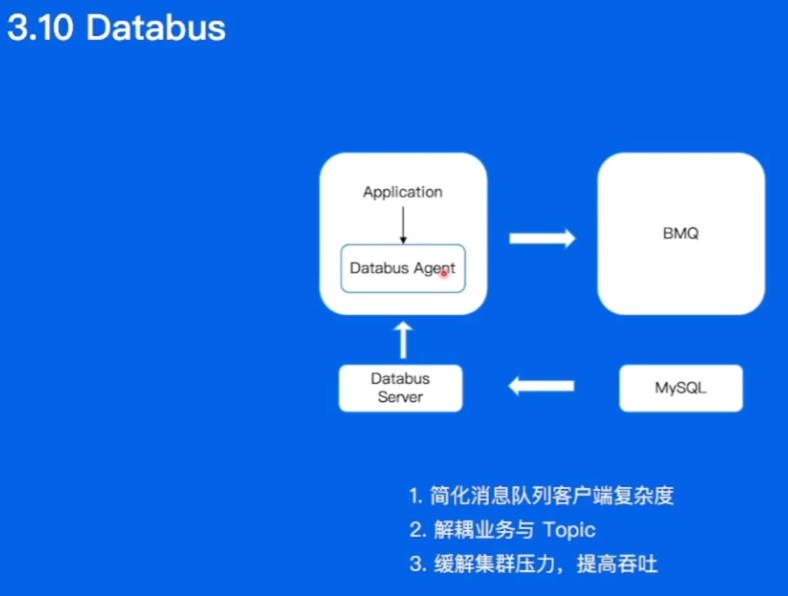 3.10 Databus
Application
Databus Agent
BMQ
Databus
Server
MySQL
1. 简化消息队列客户端复杂度
2. 解耦业务与 Topic
3. 缓解集群压力，提高吞吐